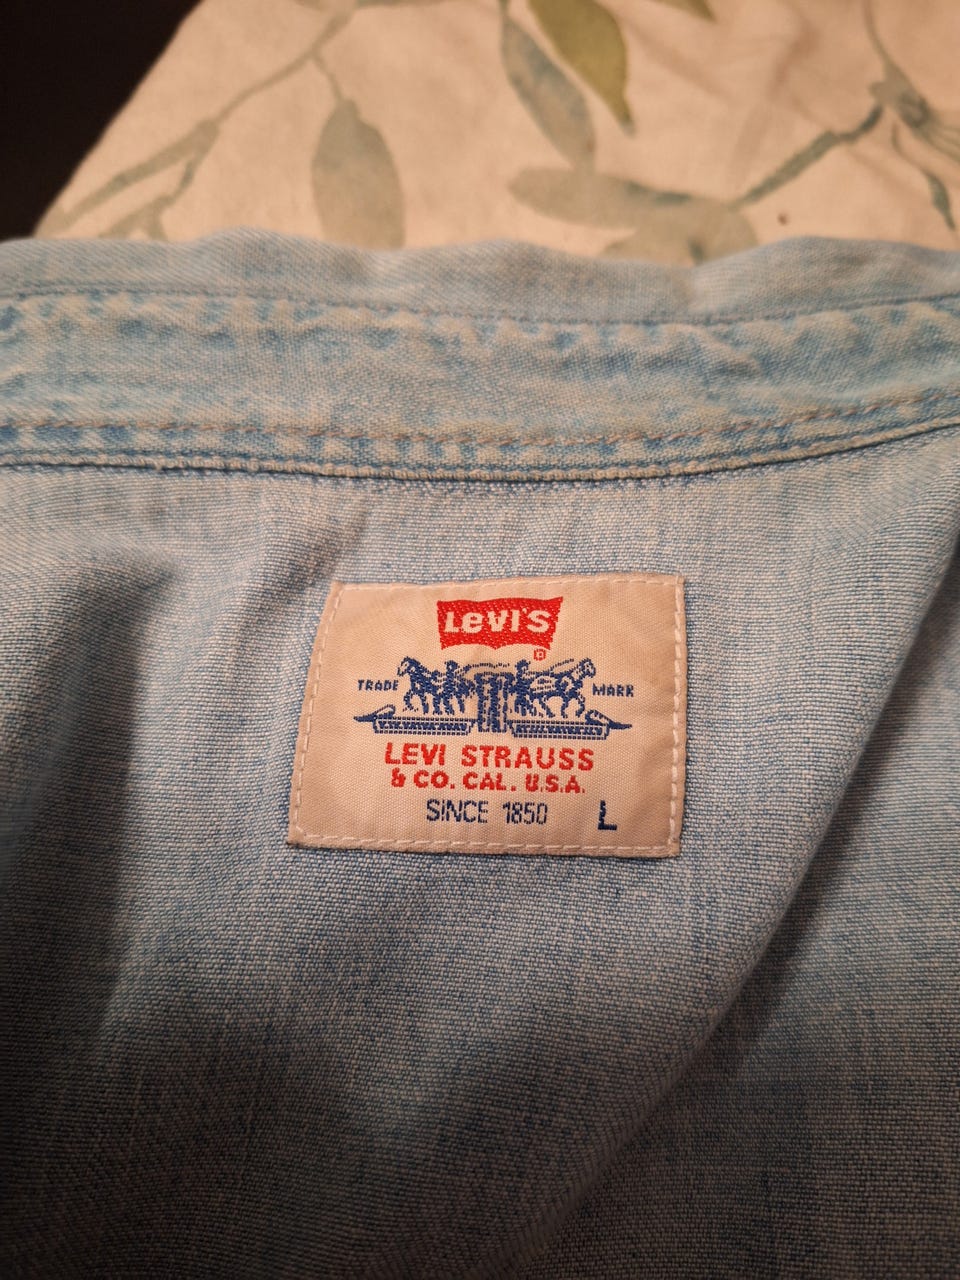 LeVI'S
TRADE MARK
LEVI STRAUSS
& CO. CAL. U.S.A.
SINCE 1850 L